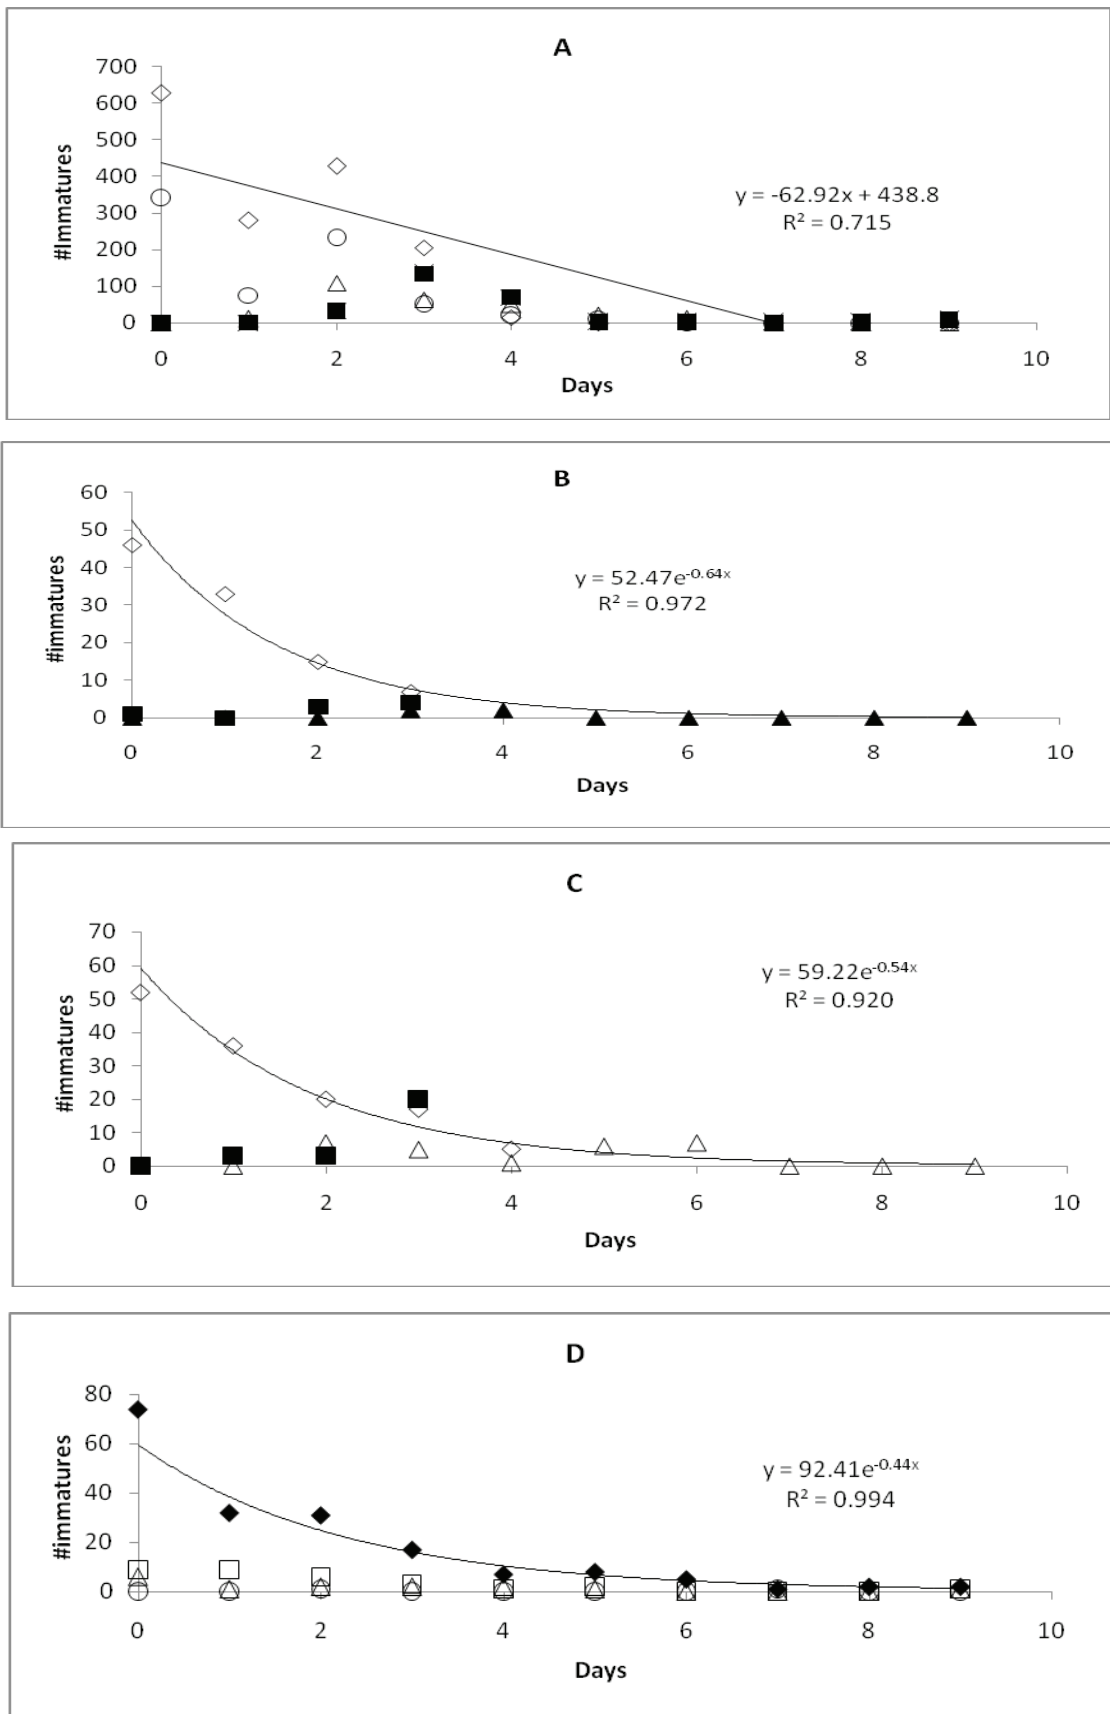 A
700
600
500
400
300
200
100
0
#Immatures
y = -62.92x + 438.8
R² = 0.715
0 2 4 6 8 10
Days
B
60
50
40
30
20
10
0
#immatures
y = 52.47e^-0.64x
R² = 0.972
0 2 4 6 8 10
Days
C
70
60
50
40
30
20
10
0
#immatures
y = 59.22e^-0.54x
R² = 0.920
0 2 4 6 8 10
Days
D
80
60
40
20
0
#immatures
y = 92.41e^-0.44x
R² = 0.994
0 2 4 6 8 10
Days